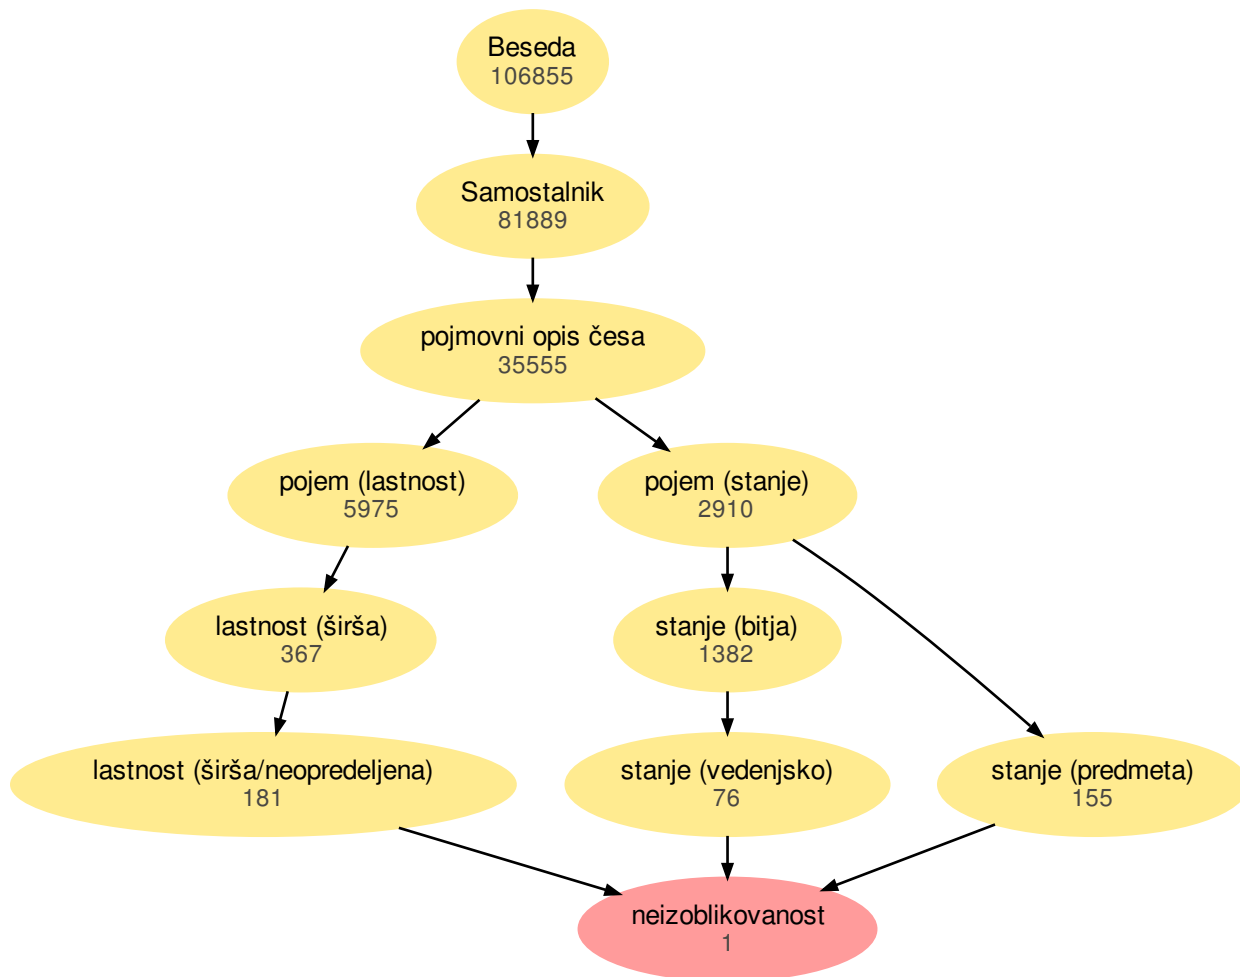 Beseda
106855
Samostalnik
81889
pojmovni opis česa
35555
pojem (lastnost)
5975
pojem (stanje)
2910
lastnost (širša)
367
stanje (bitja)
1382
lastnost (širša/neopredeljena)
181
stanje (vedenjsko)
76
stanje (predmeta)
155
neizoblikovanost
1